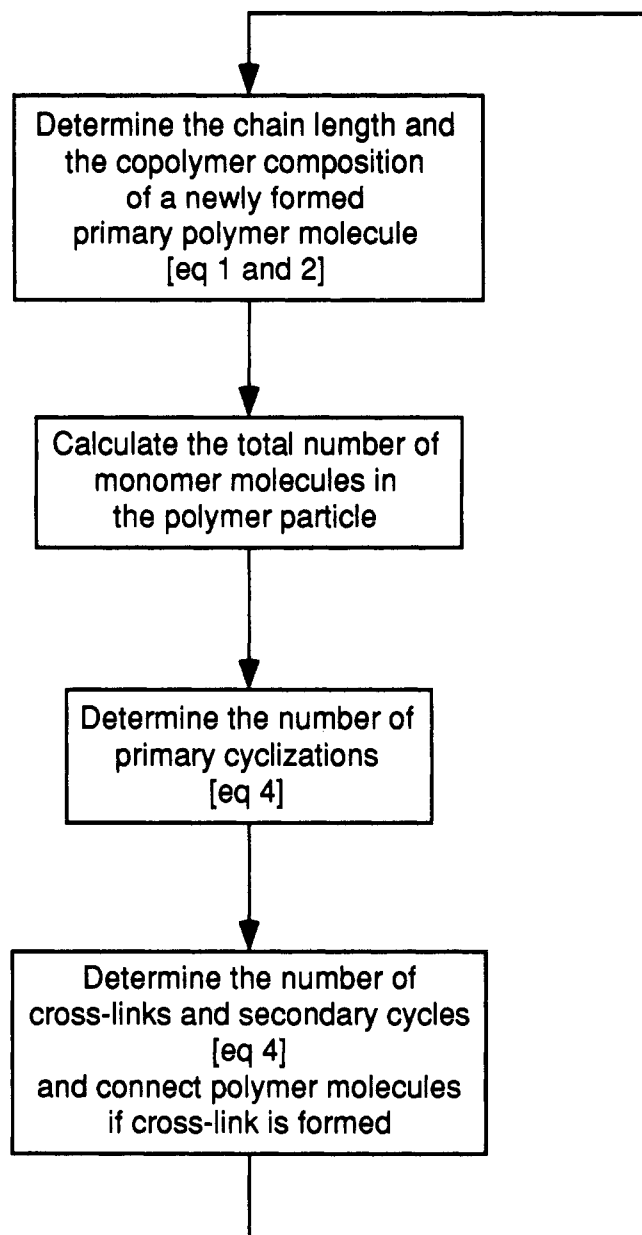 Determine the chain length and
the copolymer composition
of a newly formed
primary polymer molecule
[eq 1 and 2]
Calculate the total number of
monomer molecules in
the polymer particle
Determine the number of
primary cyclizations
[eq 4]
Determine the number of
cross-links and secondary cycles
[eq 4]
and connect polymer molecules
if cross-link is formed